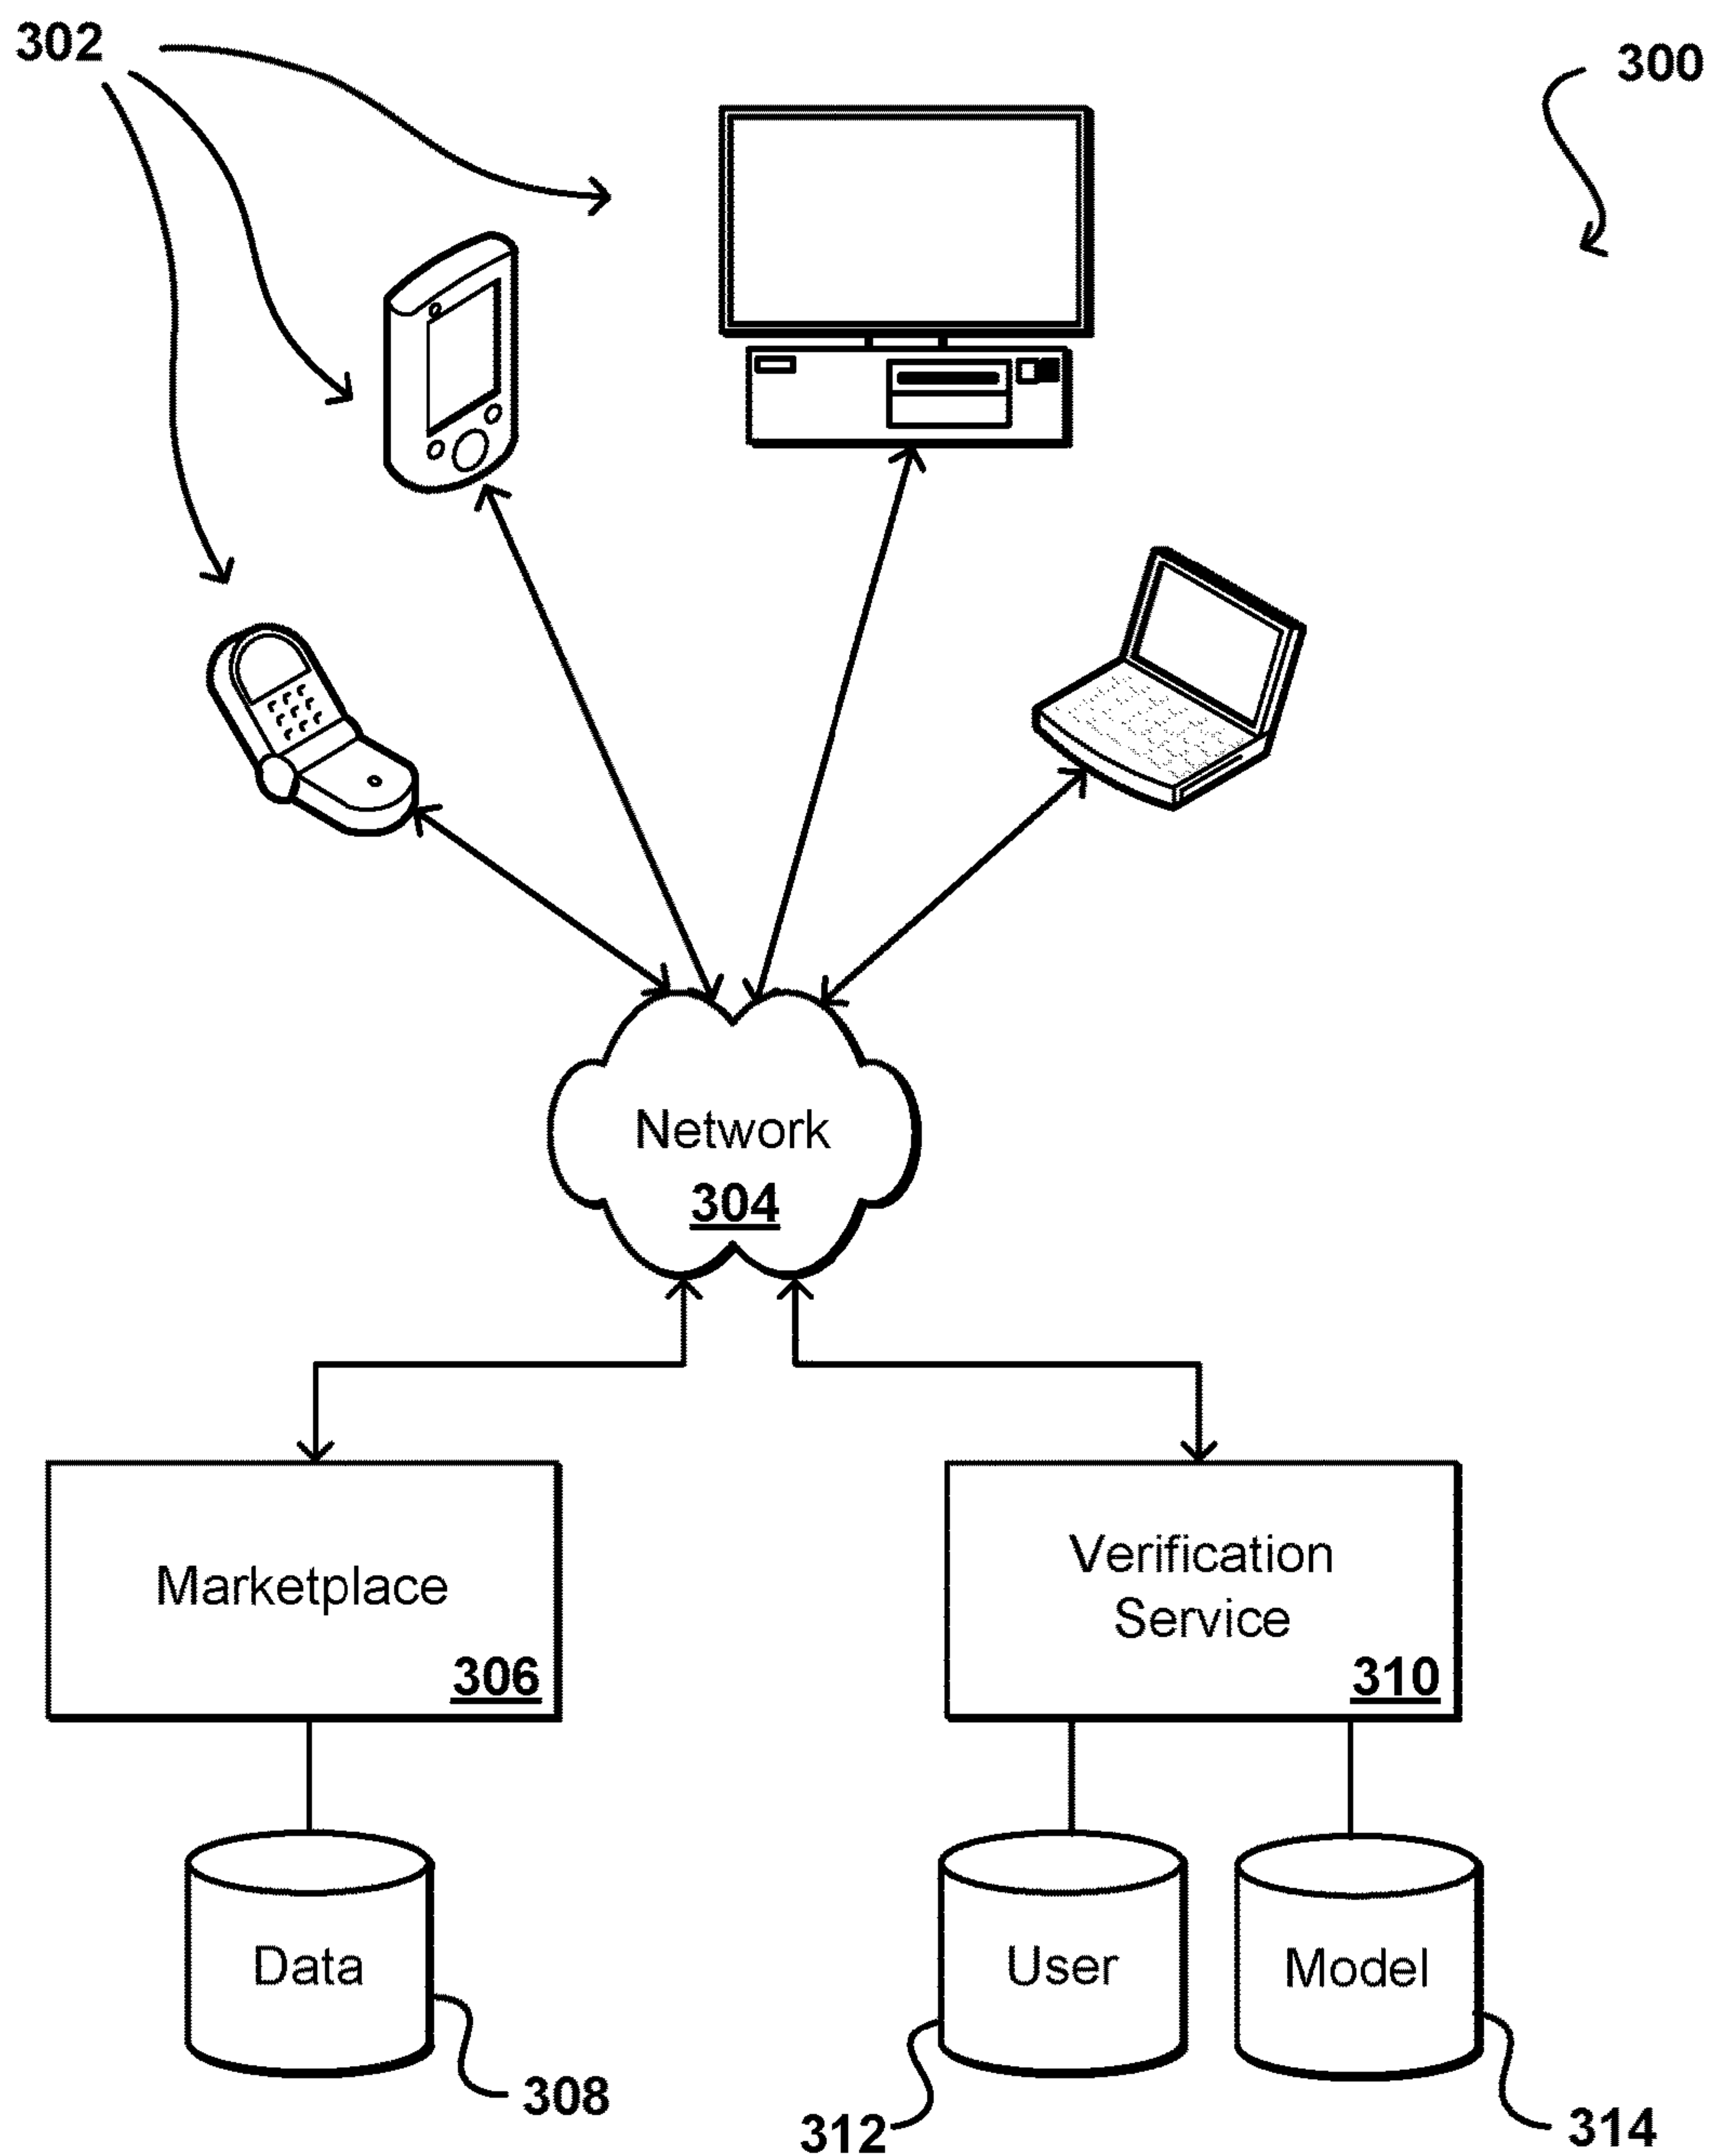 302
300
Network
304
Marketplace
306
Verification
Service
310
Data
User
Model
308
312
314